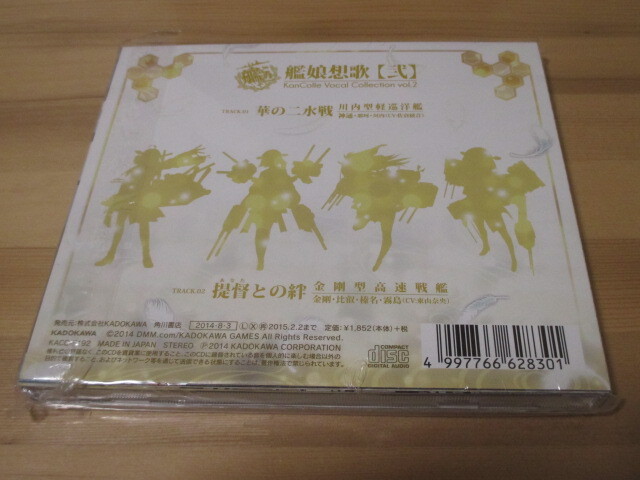 艦娘想歌【弐】
KanColle Vocal Collection vol.2
TRACK.01 華の二水戦 川内型軽巡洋艦
神通・
TRACK.02 提督との絆 金剛型高速戦艦
あなた
金剛・比叡・榛名・霧島(CV:東山奈央)
発売元:株式会社KADOKAWA 角川書店 2014・8・3 2015.2.2まで 定価:¥1,852(本体)+税
KADOKAWA ©2014 DMM.com/KADOKAWA GAMES All Rights Reserved.
MADE IN JAPAN STEREO ℗2014 KADOKAWA CORPORATION
COMPACT
disc
DIGITAL AUDIO
4 997766 628301